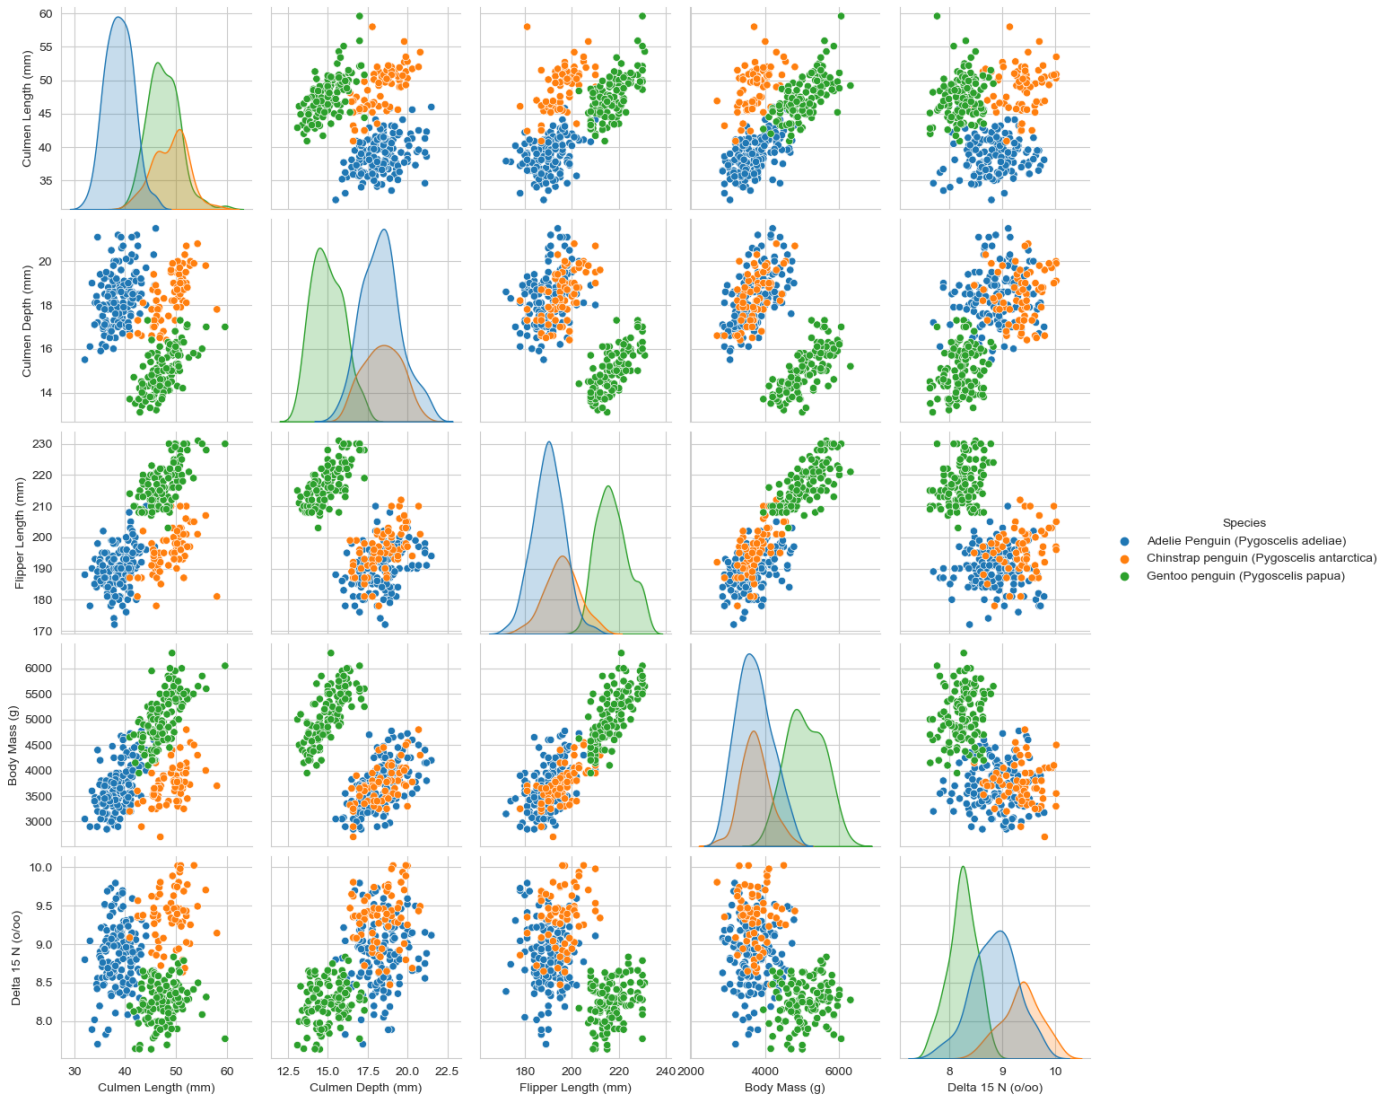 60
55
50
45
40
35
Culmen Length (mm)
20
18
16
14
Culmen Depth (mm)
230
220
210
200
190
180
170
Flipper Length (mm)
Species
Adelie Penguin (Pygoscelis adeliae)
Chinstrap penguin (Pygoscelis antarctica)
Gentoo penguin (Pygoscelis papua)
6000
5500
5000
4500
4000
3500
3000
Body Mass (g)
10.0
9.5
9.0
8.5
8.0
Delta 15 N (o/oo)
30 40 50 60
Culmen Length (mm)
12.5 15.0 17.5 20.0 22.5
Culmen Depth (mm)
160 180 200 220 240
Flipper Length (mm)
2000 4000 6000
Body Mass (g)
8 9 10
Delta 15 N (o/oo)